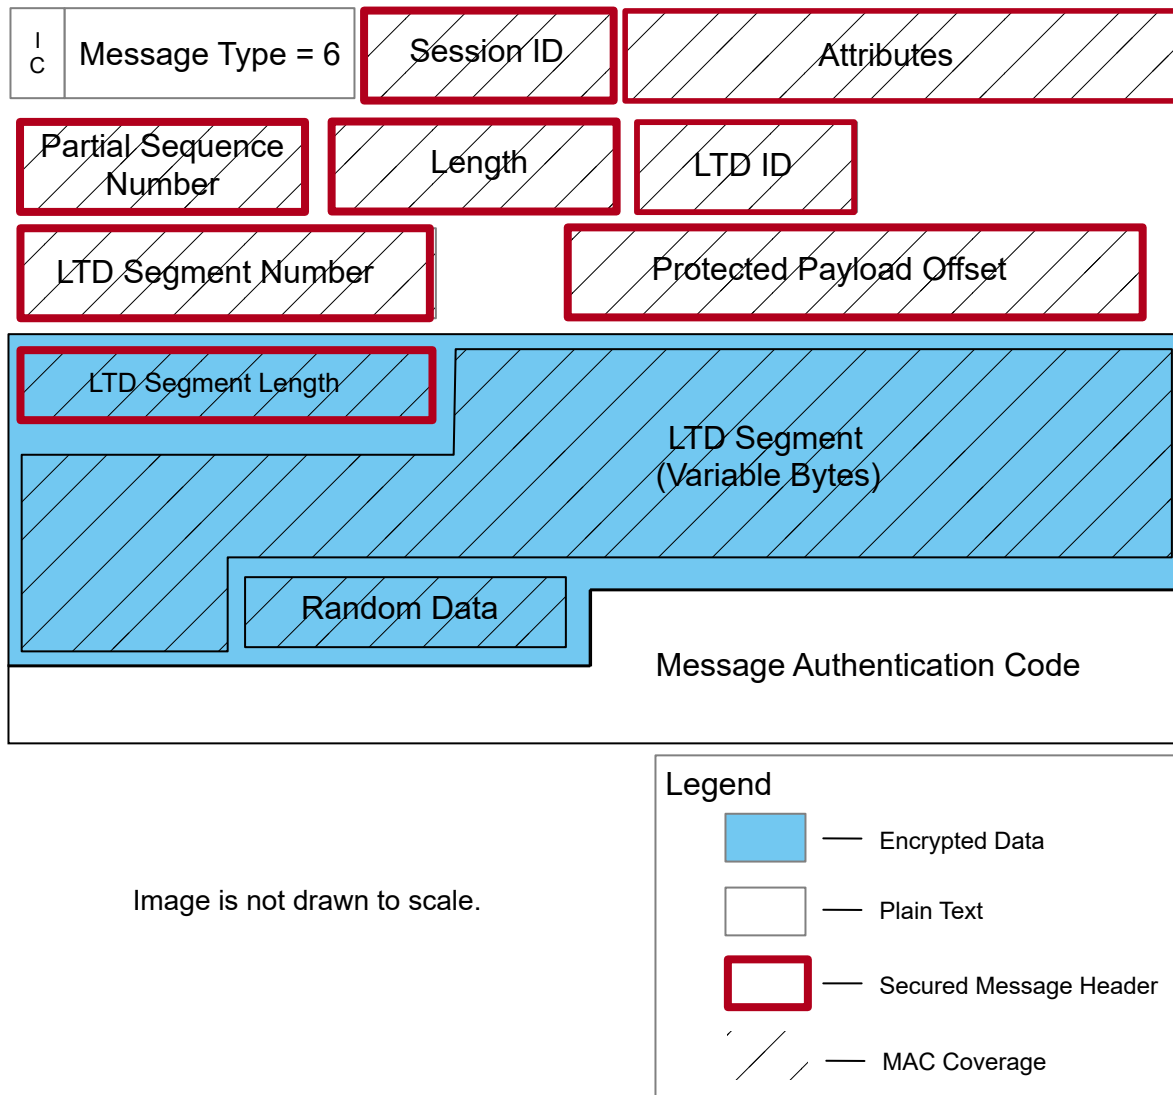 I
C
Message Type = 6
Session ID
Attributes
Partial Sequence
Number
Length
LTD ID
LTD Segment Number
Protected Payload Offset
LTD Segment Length
LTD Segment
(Variable Bytes)
Random Data
Message Authentication Code
Legend
Encrypted Data
Plain Text
Secured Message Header
MAC Coverage
Image is not drawn to scale.